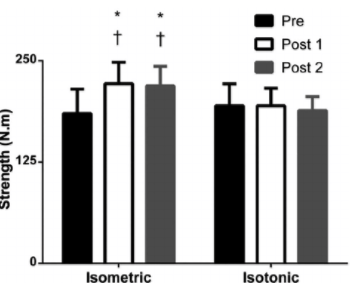 * *
† †
Pre
Post 1
Post 2
250
125
0
Strength (N.m)
Isometric Isotonic